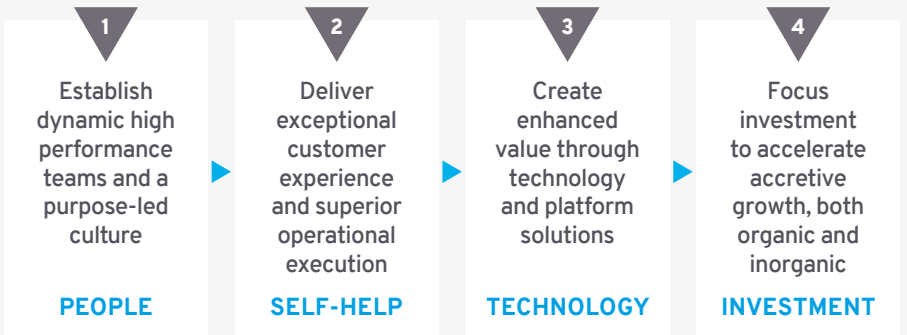 1
Establish
dynamic high
performance
teams and a
purpose-led
culture
PEOPLE
2
Deliver
exceptional
customer
experience
and superior
operational
execution
SELF-HELP
3
Create
enhanced
value through
technology
and platform
solutions
TECHNOLOGY
4
Focus
investment
to accelerate
accretive
growth, both
organic and
inorganic
INVESTMENT